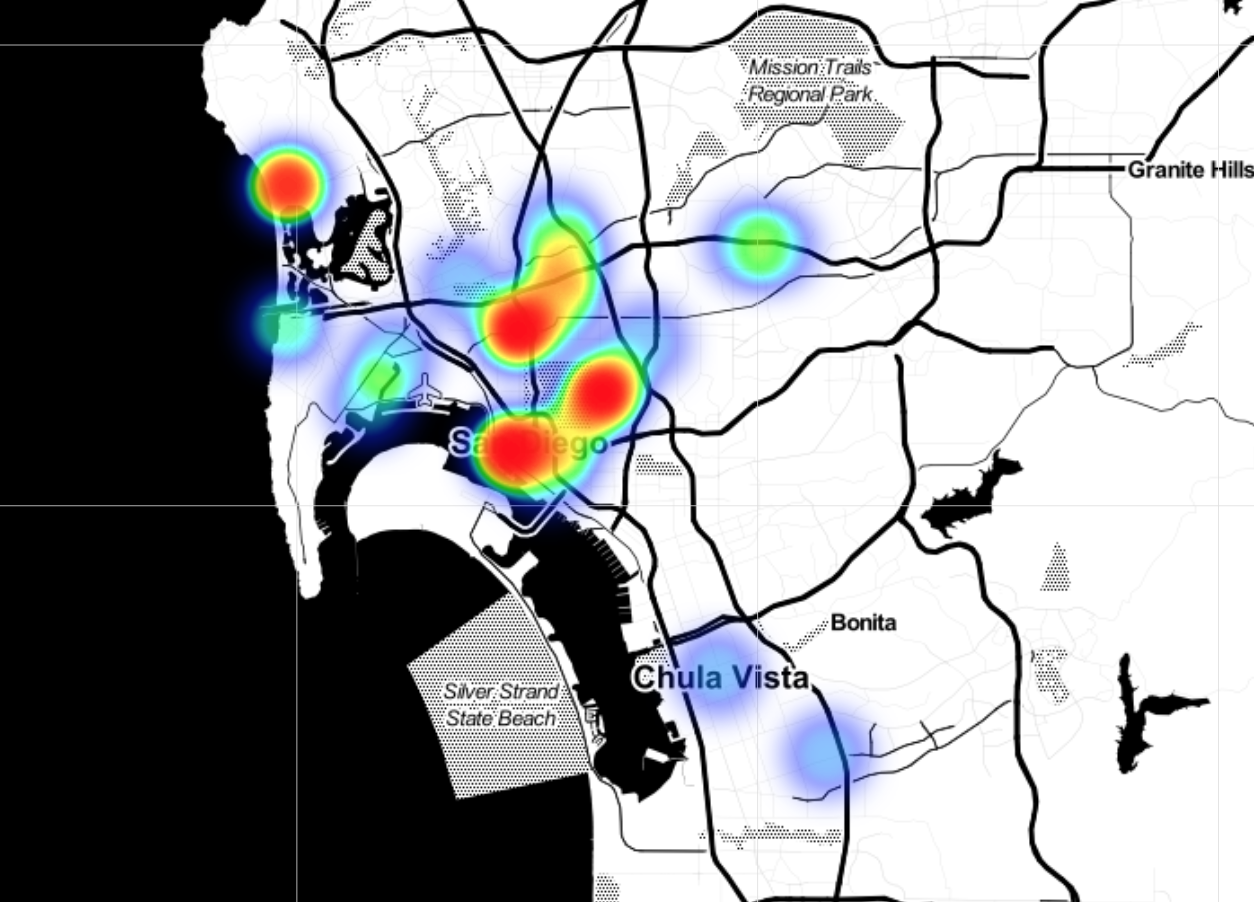 Mission Trails
Regional Park
Granite Hills
San Diego
Bonita
Chula Vista
Silver Strand
State Beach